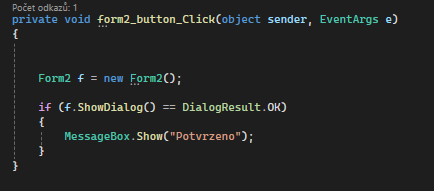 Počet odkazů: 1
private void form2_button_Click(object sender, EventArgs e)
{
Form2 f = new Form2();
if (f.ShowDialog() == DialogResult.OK)
{
MessageBox.Show("Potvrzeno");
}
}